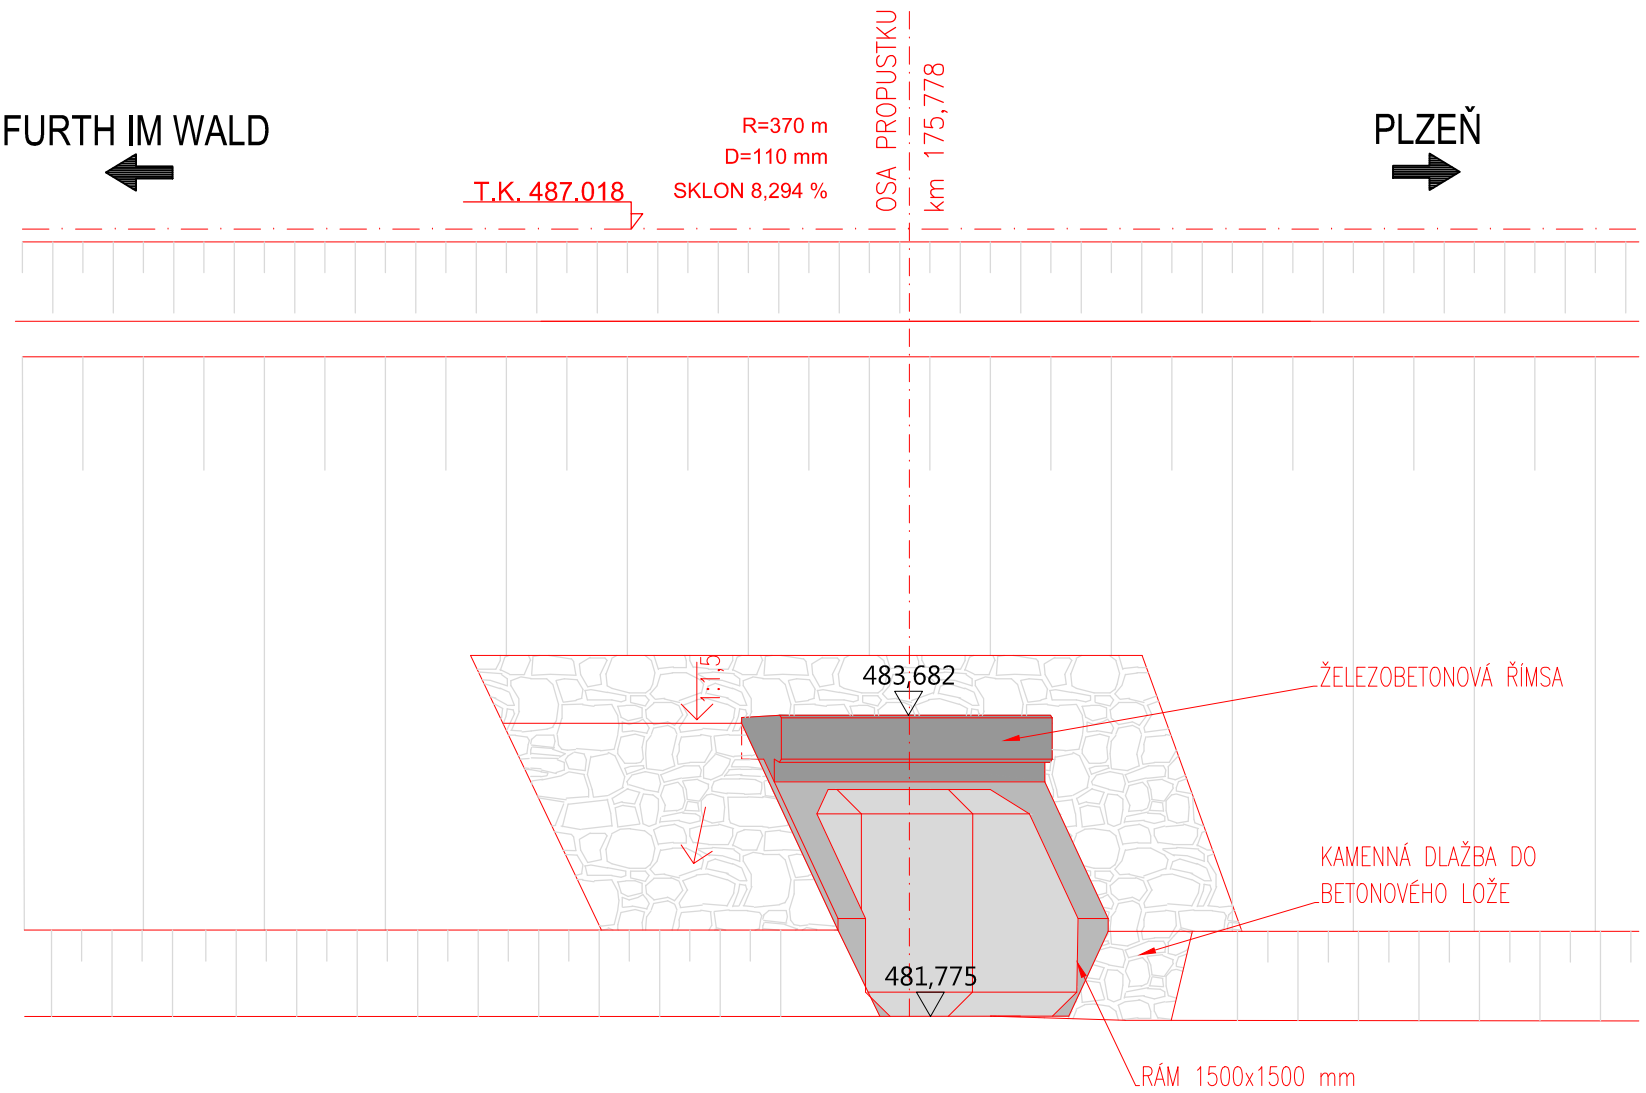 FURTH IM WALD
R=370 m
D=110 mm
SKLON 8,294 %
T.K. 487.018
OSA PROPUSTKU
km 175,778
PLZEŇ
1:1,5
483,682
ŽELEZOBETONOVÁ ŘÍMSA
KAMENNÁ DLAŽBA DO
BETONOVÉHO LOŽE
481,775
RÁM 1500x1500 mm